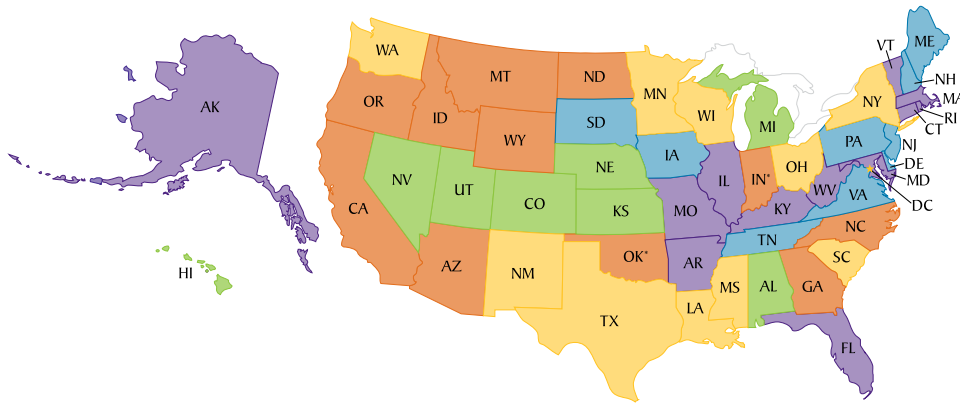 AK
HI
WA
OR
CA
ID
NV
AZ
MT
WY
UT
CO
NM
ND
SD
NE
KS
OK*
TX
MN
IA
MO
AR
LA
WI
IL
MS
MI
IN*
KY
TN
AL
OH
WV
GA
FL
SC
NC
VA
PA
NY
VT
ME
NH
MA
RI
CT
NJ
DE
MD
DC